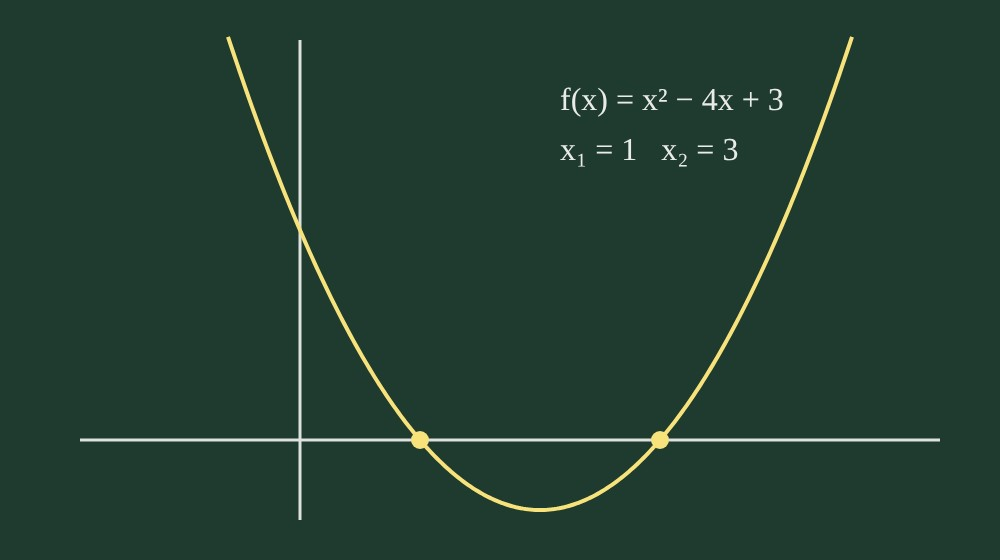 f(x) = x² − 4x + 3
x₁ = 1 x₂ = 3